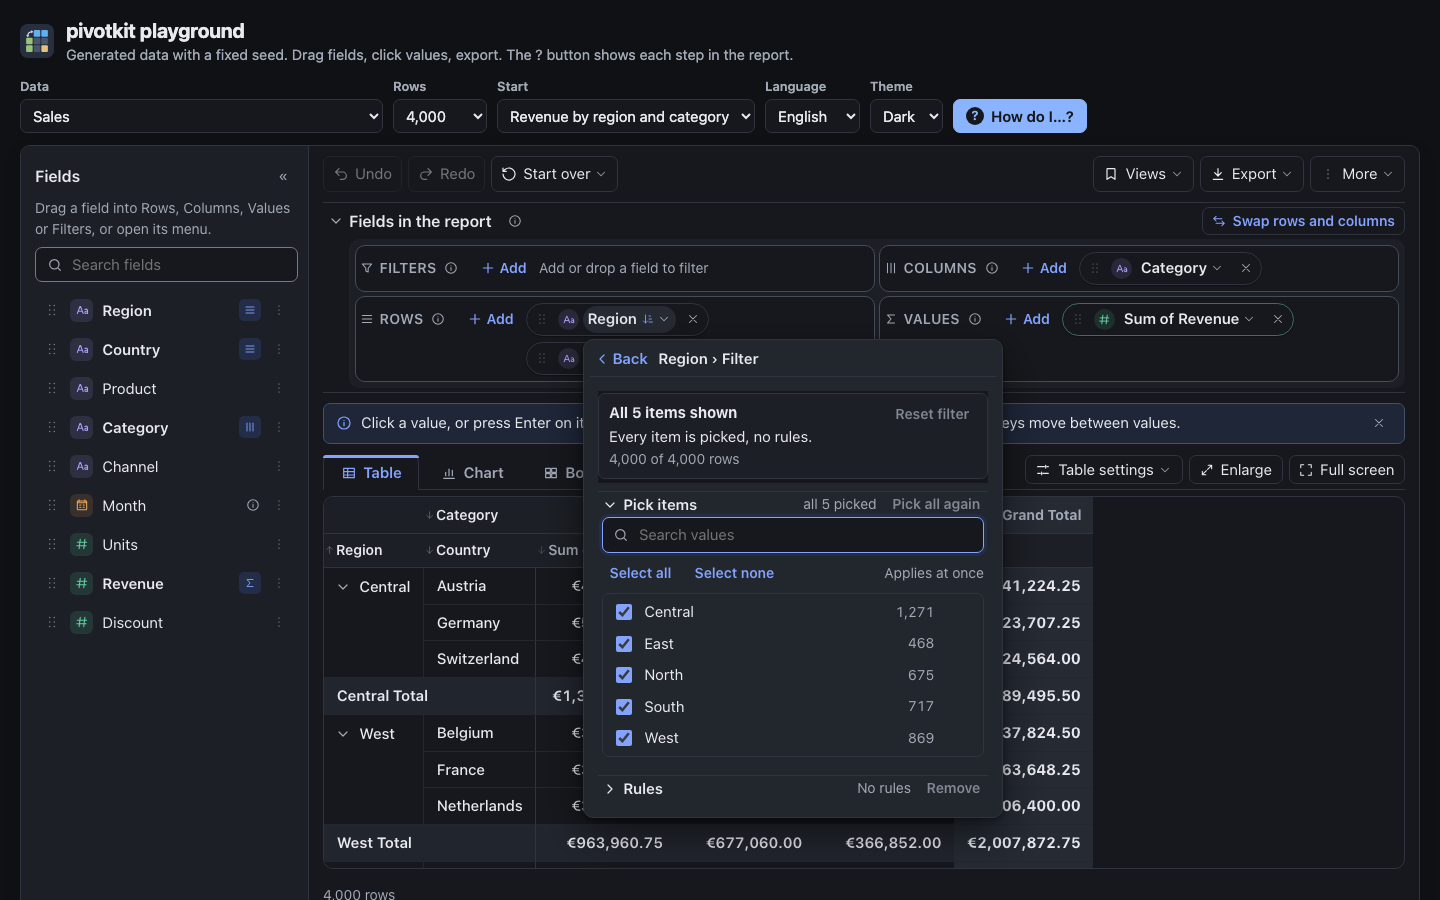 pivotkit playground
Generated data with a fixed seed. Drag fields, click values, export. The ? button shows each step in the report.
Data
Rows
Start
Language
Theme
Sales
4,000
Revenue by region and category
English
Dark
? How do I...?
Fields
«
Drag a field into Rows, Columns, Values
or Filters, or open its menu.
Search fields
Aa Region
Aa Country
Aa Product
Aa Category
Aa Channel
Month
# Units
# Revenue Σ
# Discount
Undo
Redo
Start over
Views
Export
More
Fields in the report
Swap rows and columns
FILTERS
+ Add
Add or drop a field to filter
COLUMNS
+ Add
Aa Category
ROWS
+ Add
Aa Region
Aa
Σ VALUES
+ Add
# Sum of Revenue
Back
Region › Filter
All 5 items shown
Reset filter
Every item is picked, no rules.
4,000 of 4,000 rows
Pick items
all 5 picked
Pick all again
Search values
Select all
Select none
Applies at once
Central 1,271
East 468
North 675
South 717
West 869
Rules
No rules
Remove
Click a value, or press Enter on
move between values.
Table
Chart
Table settings
Enlarge
Full screen
↓ Category
Grand Total
↑ Region
↓ Country
↓ Sum
Central
Austria
41,224.25
Germany
23,707.25
Switzerland
24,564.00
Central Total
€1,3
89,495.50
West
Belgium
37,824.50
France
63,648.25
Netherlands
06,400.00
West Total
€963,960.75
€677,060.00
€366,852.00
€2,007,872.75
4,000 rows